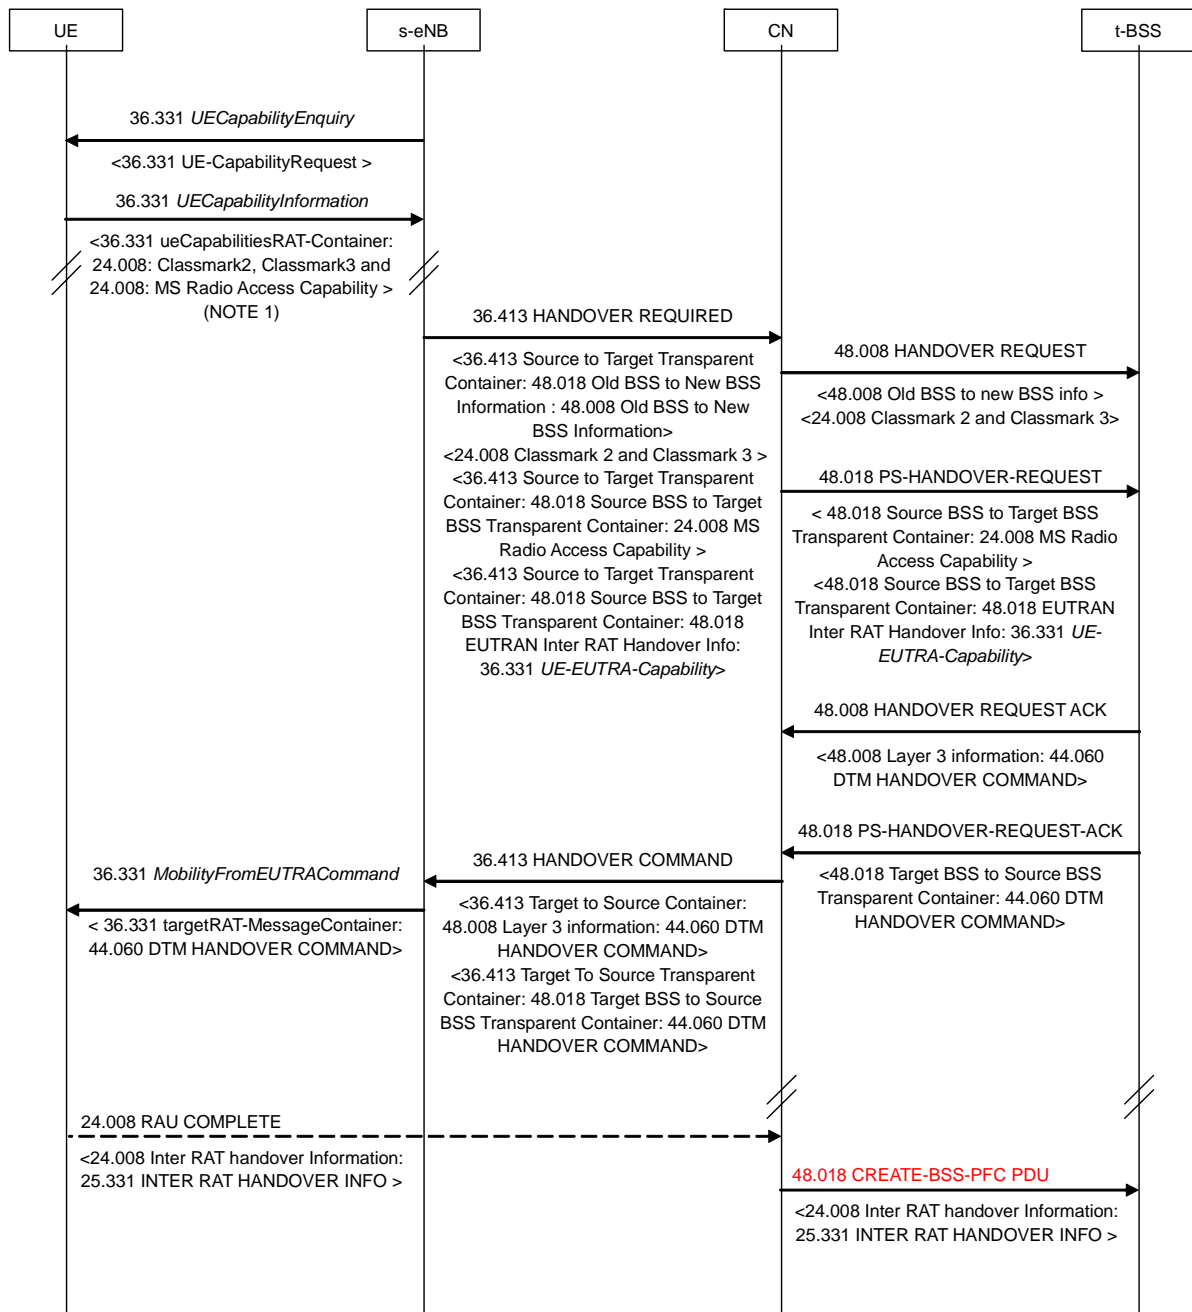 UE
s-eNB
CN
t-BSS
36.331 UECapabilityEnquiry
<36.331 UE-CapabilityRequest >
36.331 UECapabilityInformation
<36.331 ueCapabilitiesRAT-Container:
24.008: Classmark2, Classmark3 and
24.008: MS Radio Access Capability >
(NOTE 1)
36.413 HANDOVER REQUIRED
<36.413 Source to Target Transparent
Container: 48.018 Old BSS to New BSS
Information : 48.008 Old BSS to New
BSS Information>
<24.008 Classmark 2 and Classmark 3 >
<36.413 Source to Target Transparent
Container: 48.018 Source BSS to Target
BSS Transparent Container: 24.008 MS
Radio Access Capability >
<36.413 Source to Target Transparent
Container: 48.018 Source BSS to Target
BSS Transparent Container: 48.018
EUTRAN Inter RAT Handover Info:
36.331 UE-EUTRA-Capability>
48.008 HANDOVER REQUEST
<48.008 Old BSS to new BSS info >
<24.008 Classmark 2 and Classmark 3>
48.018 PS-HANDOVER-REQUEST
< 48.018 Source BSS to Target BSS
Transparent Container: 24.008 MS Radio
Access Capability >
<48.018 Source BSS to Target BSS
Transparent Container: 48.018 EUTRAN
Inter RAT Handover Info: 36.331 UE-
EUTRA-Capability>
48.008 HANDOVER REQUEST ACK
<48.008 Layer 3 information: 44.060
DTM HANDOVER COMMAND>
48.018 PS-HANDOVER-REQUEST-ACK
<48.018 Target BSS to Source BSS
Transparent Container: 44.060 DTM
HANDOVER COMMAND>
36.413 HANDOVER COMMAND
<36.413 Target to Source Container:
48.008 Layer 3 information: 44.060 DTM
HANDOVER COMMAND>
<36.413 Target To Source Transparent
Container: 48.018 Target BSS to Source
BSS Transparent Container: 44.060 DTM
HANDOVER COMMAND>
36.331 MobilityFromEUTRACommand
< 36.331 targetRAT-MessageContainer:
44.060 DTM HANDOVER COMMAND>
24.008 RAU COMPLETE
<24.008 Inter RAT handover Information:
25.331 INTER RAT HANDOVER INFO >
48.018 CREATE-BSS-PFC PDU
<24.008 Inter RAT handover Information:
25.331 INTER RAT HANDOVER INFO >